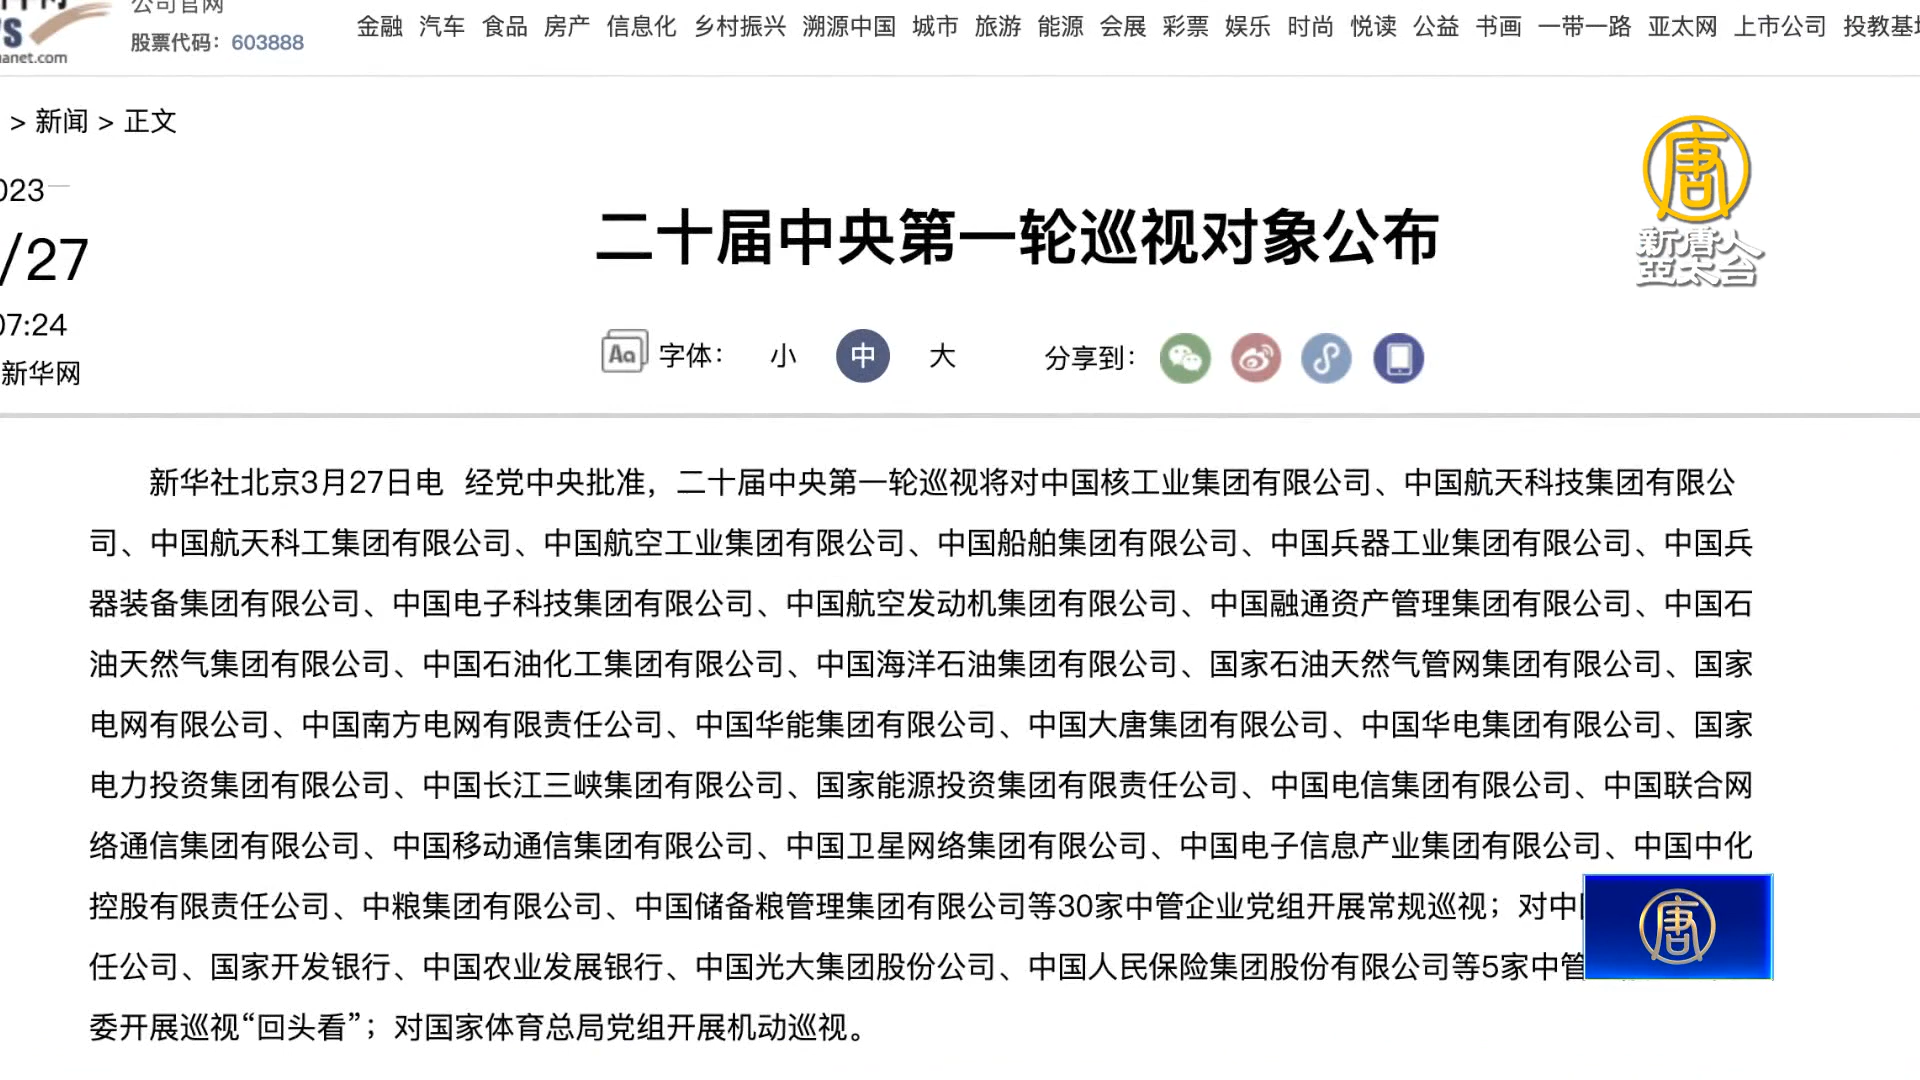 公司官网
股票代码：603888
金融 汽车 食品 房产 信息化 乡村振兴 溯源中国 城市 旅游 能源 会展 彩票 娱乐 时尚 悦读 公益 书画 一带一路 亚太网 上市公司 投教基
anet.com
> 新闻 > 正文
023
/27
07:24
新华网
二十届中央第一轮巡视对象公布
唐
新唐人
亞太台
Aa 字体： 小 中 大 分享到：
新华社北京3月27日电 经党中央批准，二十届中央第一轮巡视将对中国核工业集团有限公司、中国航天科技集团有限公
司、中国航天科工集团有限公司、中国航空工业集团有限公司、中国船舶集团有限公司、中国兵器工业集团有限公司、中国兵
器装备集团有限公司、中国电子科技集团有限公司、中国航空发动机集团有限公司、中国融通资产管理集团有限公司、中国石
油天然气集团有限公司、中国石油化工集团有限公司、中国海洋石油集团有限公司、国家石油天然气管网集团有限公司、国家
电网有限公司、中国南方电网有限责任公司、中国华能集团有限公司、中国大唐集团有限公司、中国华电集团有限公司、国家
电力投资集团有限公司、中国长江三峡集团有限公司、国家能源投资集团有限责任公司、中国电信集团有限公司、中国联合网
络通信集团有限公司、中国移动通信集团有限公司、中国卫星网络集团有限公司、中国电子信息产业集团有限公司、中国中化
控股有限责任公司、中粮集团有限公司、中国储备粮管理集团有限公司等30家中管企业党组开展常规巡视；对中
任公司、国家开发银行、中国农业发展银行、中国光大集团股份公司、中国人民保险集团股份有限公司等5家中管
委开展巡视“回头看”；对国家体育总局党组开展机动巡视。
唐